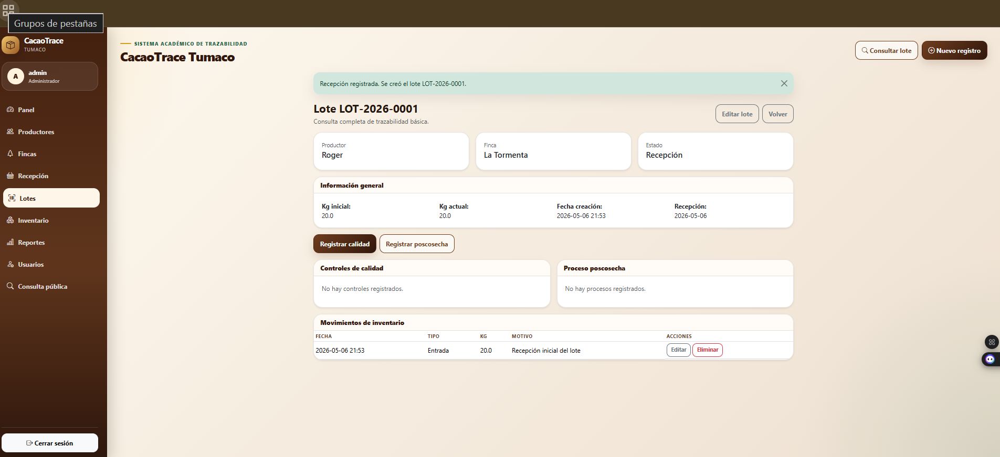 Grupos de pestañas
CacaoTrace
TUMACO
A
admin
Administrador
Panel
Productores
Fincas
Recepción
Lotes
Inventario
Reportes
Usuarios
Consulta pública
Cerrar sesión
SISTEMA ACADÉMICO DE TRAZABILIDAD
CacaoTrace Tumaco
Consultar lote
Nuevo registro
Recepción registrada. Se creó el lote LOT-2026-0001.
Lote LOT-2026-0001
Consulta completa de trazabilidad básica.
Editar lote
Volver
Productor
Roger
Finca
La Tormenta
Estado
Recepción
Información general
Kg inicial:
20.0
Kg actual:
20.0
Fecha creación:
2026-05-06 21:53
Recepción:
2026-05-06
Registrar calidad
Registrar poscosecha
Controles de calidad
No hay controles registrados.
Proceso poscosecha
No hay procesos registrados.
Movimientos de inventario
FECHA TIPO KG MOTIVO ACCIONES
2026-05-06 21:53 Entrada 20.0 Recepción inicial del lote Editar Eliminar